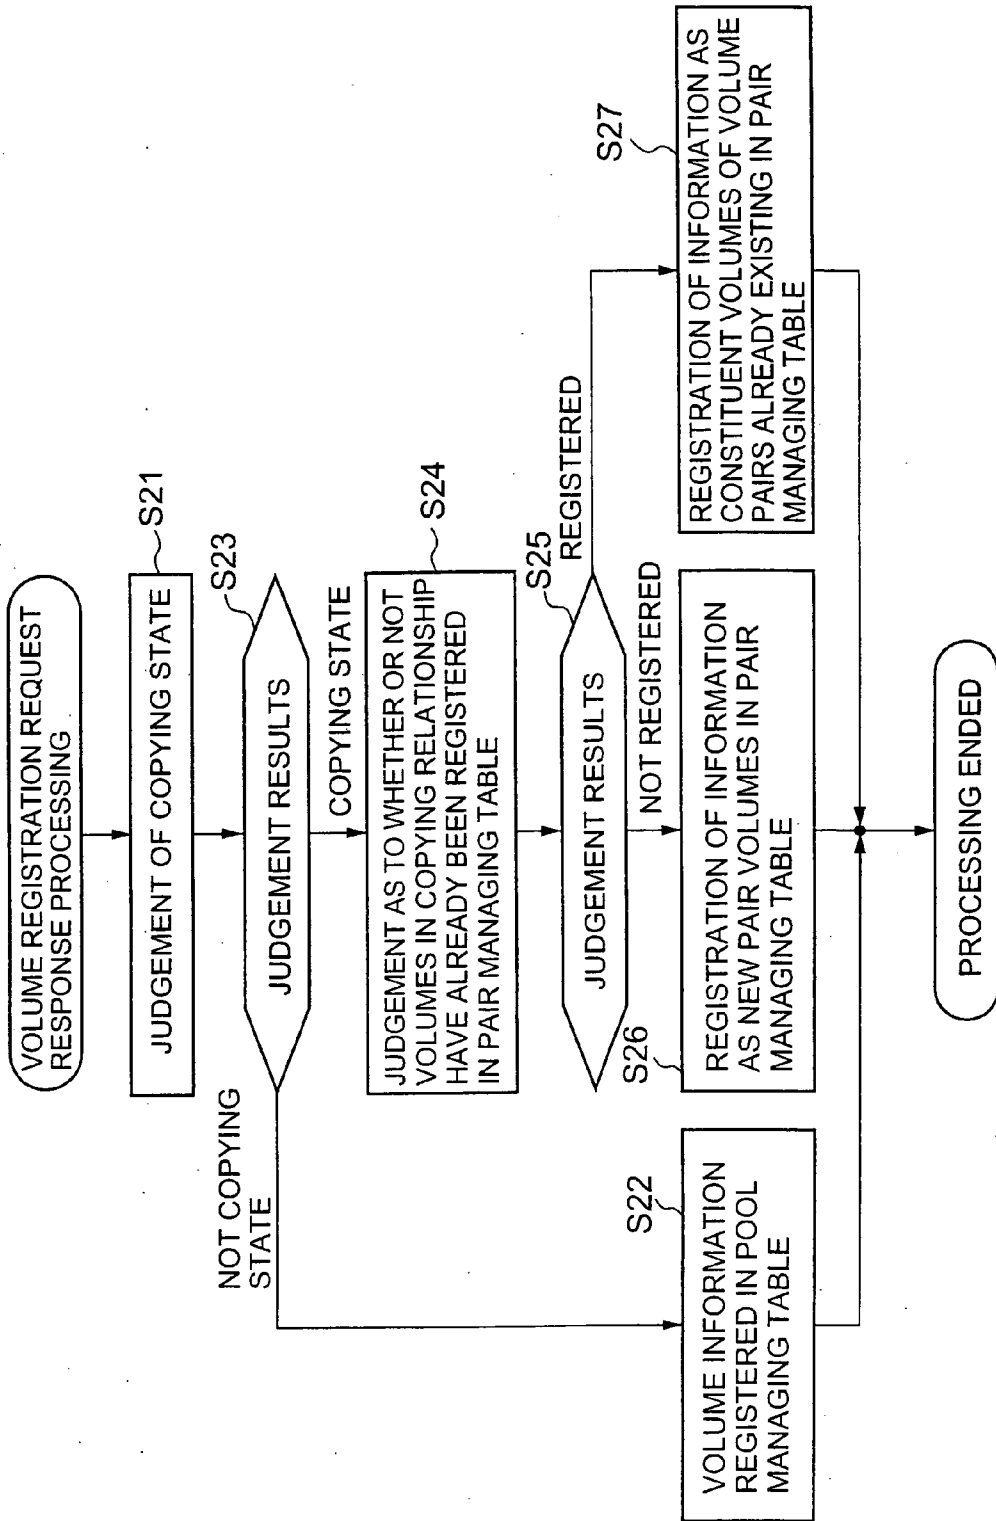 VOLUME REGISTRATION REQUEST
RESPONSE PROCESSING
S21
JUDGEMENT OF COPYING STATE
S23
JUDGEMENT RESULTS
NOT COPYING
STATE
COPYING STATE
S24
JUDGEMENT AS TO WHETHER OR NOT
VOLUMES IN COPYING RELATIONSHIP
HAVE ALREADY BEEN REGISTERED
IN PAIR MANAGING TABLE
S25
JUDGEMENT RESULTS
REGISTERED
NOT REGISTERED
S22
VOLUME INFORMATION
REGISTERED IN POOL
MANAGING TABLE
S26
REGISTRATION OF INFORMATION
AS NEW PAIR VOLUMES IN PAIR
MANAGING TABLE
S27
REGISTRATION OF INFORMATION AS
CONSTITUENT VOLUMES OF VOLUME
PAIRS ALREADY EXISTING IN PAIR
MANAGING TABLE
PROCESSING ENDED